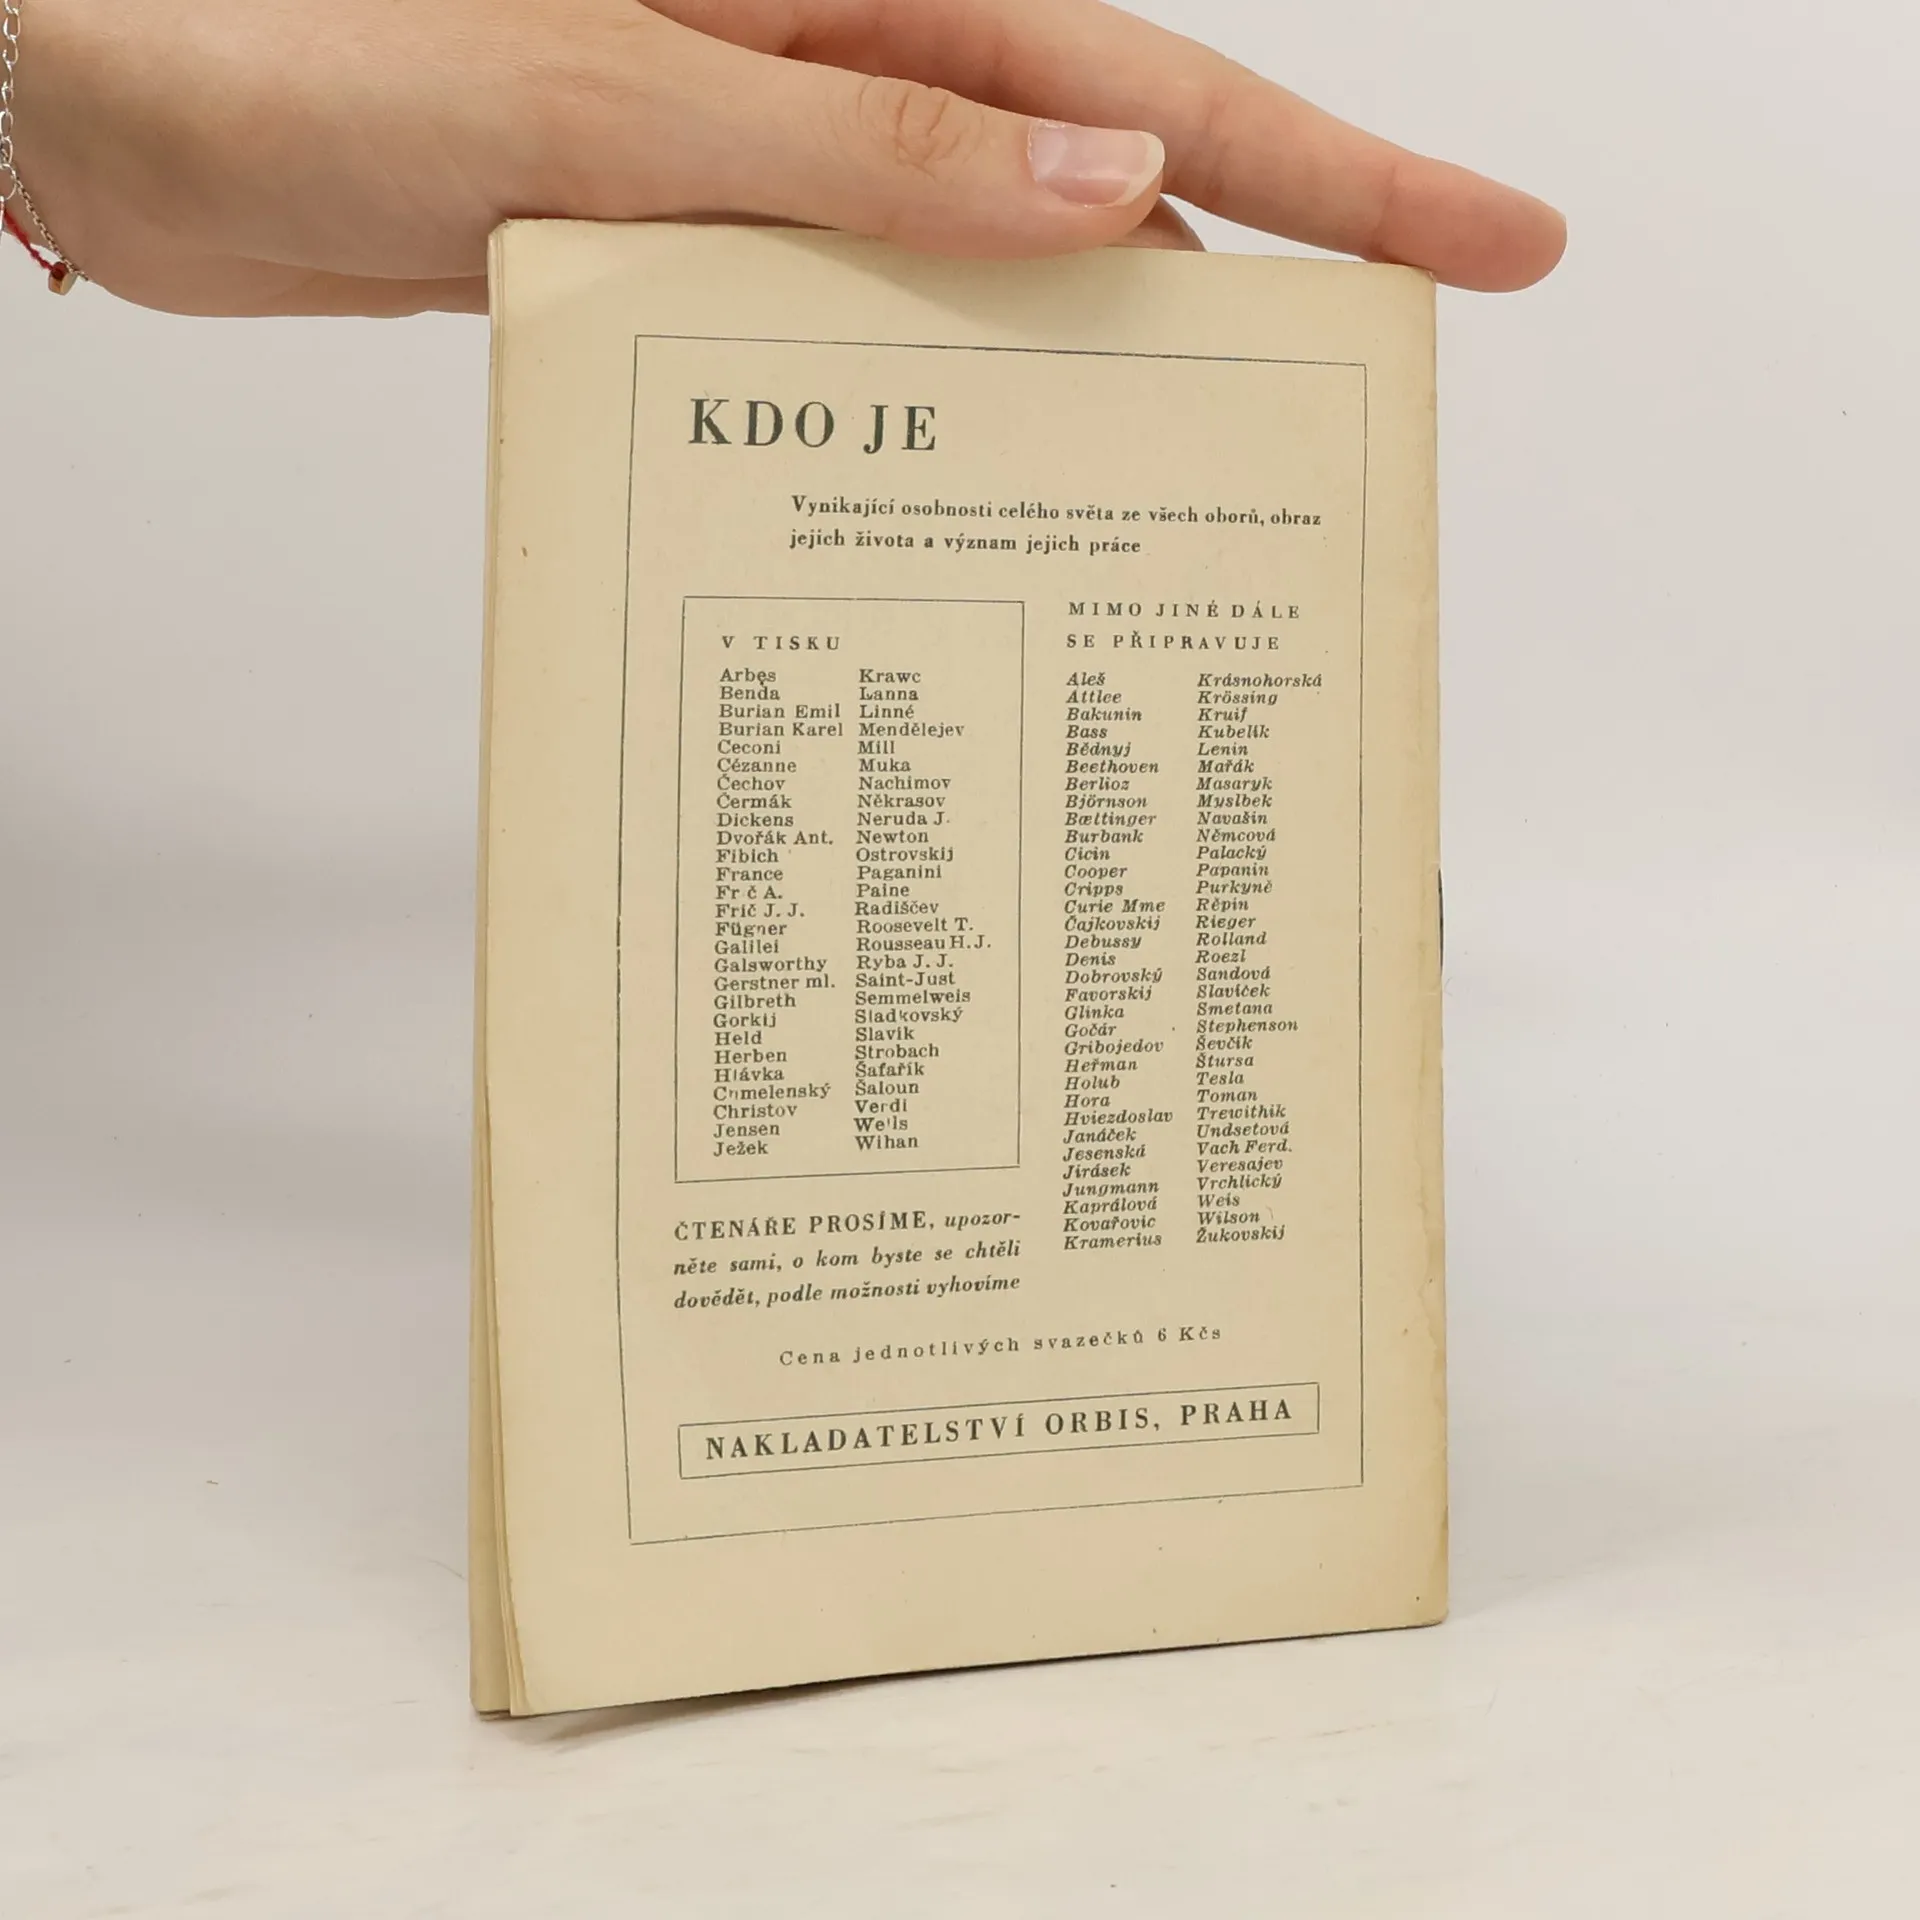 KDO JE
Vynikající osobnosti celého světa ze všech oborů, obraz
jejich života a význam jejich práce
V TISKU
Arbes
Benda
Burian Emil
Burian Karel
Ceconi
Cézanne
Čechov
Čermák
Dickens
Dvořák Ant.
Fibich
France
Fr č A.
Frič J. J.
Fügner
Galilei
Galsworthy
Gerstner ml.
Gilbreth
Gorkij
Held
Herben
Hlávka
Chmelenský
Christov
Jensen
Ježek
Krawc
Lanna
Linné
Mendělejev
Mill
Muka
Nachimov
Někrasov
Neruda J.
Newton
Ostrovskij
Paganini
Paine
Radiščev
Roosevelt T.
Rousseau H. J.
Ryba J. J.
Saint-Just
Semmelweis
Sladkovský
Slavík
Strobach
Šafařík
Šaloun
Verdi
Wells
Wihan
MIMO JINÉ DÁLE
SE PŘIPRAVUJE
Aleš
Attlee
Bakunin
Bass
Bědnyj
Beethoven
Berlioz
Björnson
Bœttinger
Burbank
Cicin
Cooper
Cripps
Curie Mme
Čajkovskij
Debussy
Denis
Dobrovský
Favorskij
Glinka
Gočár
Gribojedov
Heřman
Holub
Hora
Hviezdoslav
Janáček
Jesenská
Jirásek
Jungmann
Kaprálová
Kovařovic
Kramerius
Krásnohorská
Krössing
Kruif
Kubelík
Lenin
Mařák
Masaryk
Myslbek
Navašin
Němcová
Palacký
Papanin
Purkyně
Rěpin
Rieger
Rolland
Roezl
Sandová
Slavíček
Smetana
Stephenson
Ševčík
Štursa
Tesla
Toman
Trewithik
Undsetová
Vach Ferd.
Veresajev
Vrchlický
Weis
Wilson
Žukovskij
ČTENÁŘE PROSÍME, upozor-
něte sami, o kom byste se chtěli
dovědět, podle možnosti vyhovíme
Cena jednotlivých svazečků 6 Kčs
NAKLADATELSTVÍ ORBIS, PRAHA